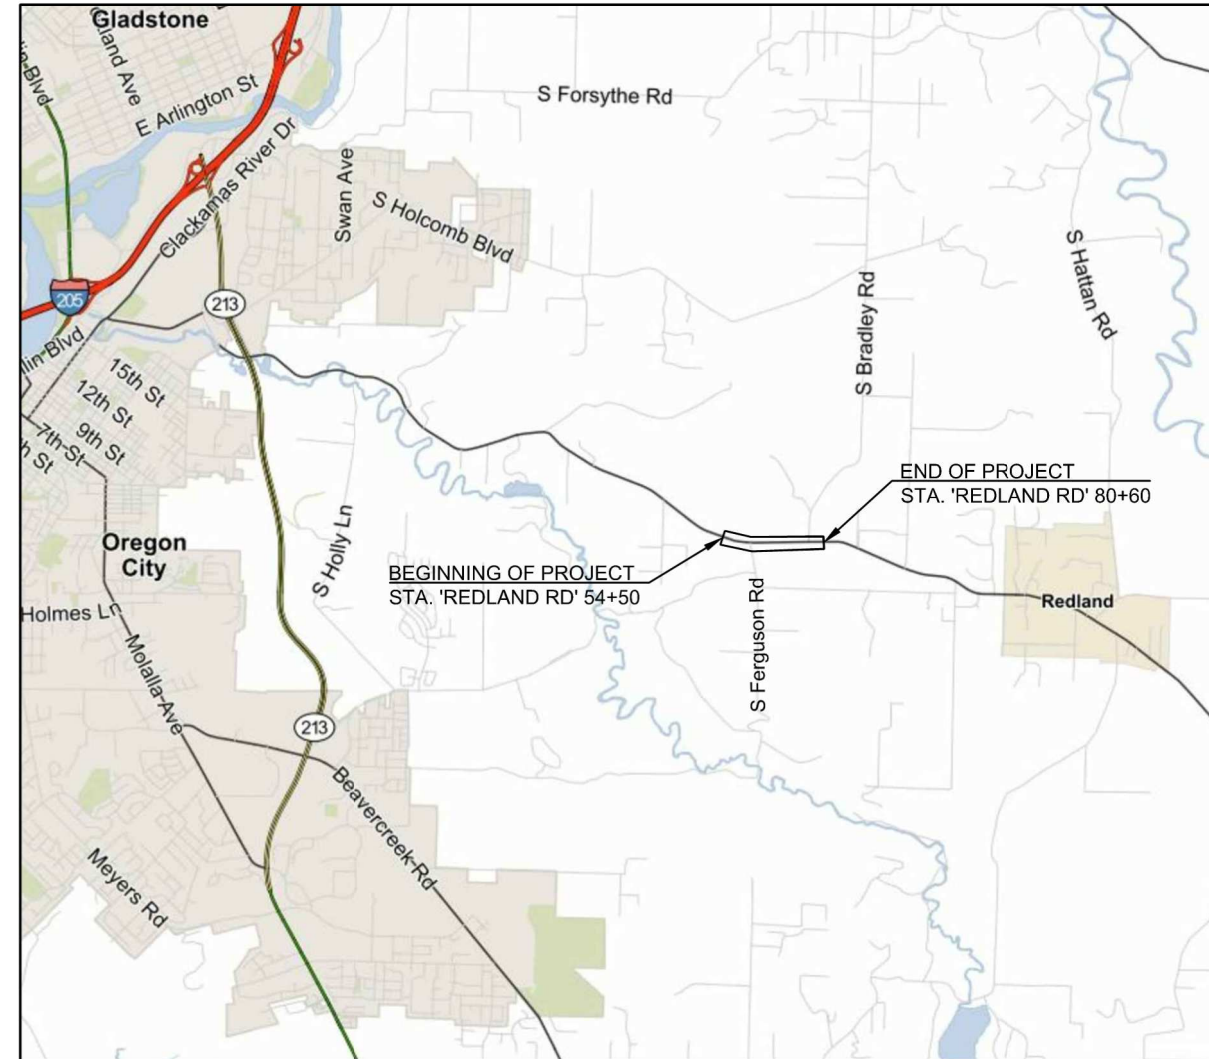 Gladstone
E Arlington St
Clackamas River Dr
S Forsythe Rd
Swan Ave
S Holcomb Blvd
S Hattan Rd
S Bradley Rd
205
213
15th St
12th St
9th St
7th St
Oregon
City
S Holly Ln
END OF PROJECT
STA. 'REDLAND RD' 80+60
BEGINNING OF PROJECT
STA. 'REDLAND RD' 54+50
Redland
S Ferguson Rd
Holmes Ln
Molalla Ave
213
Beavercreek Rd
Meyers Rd